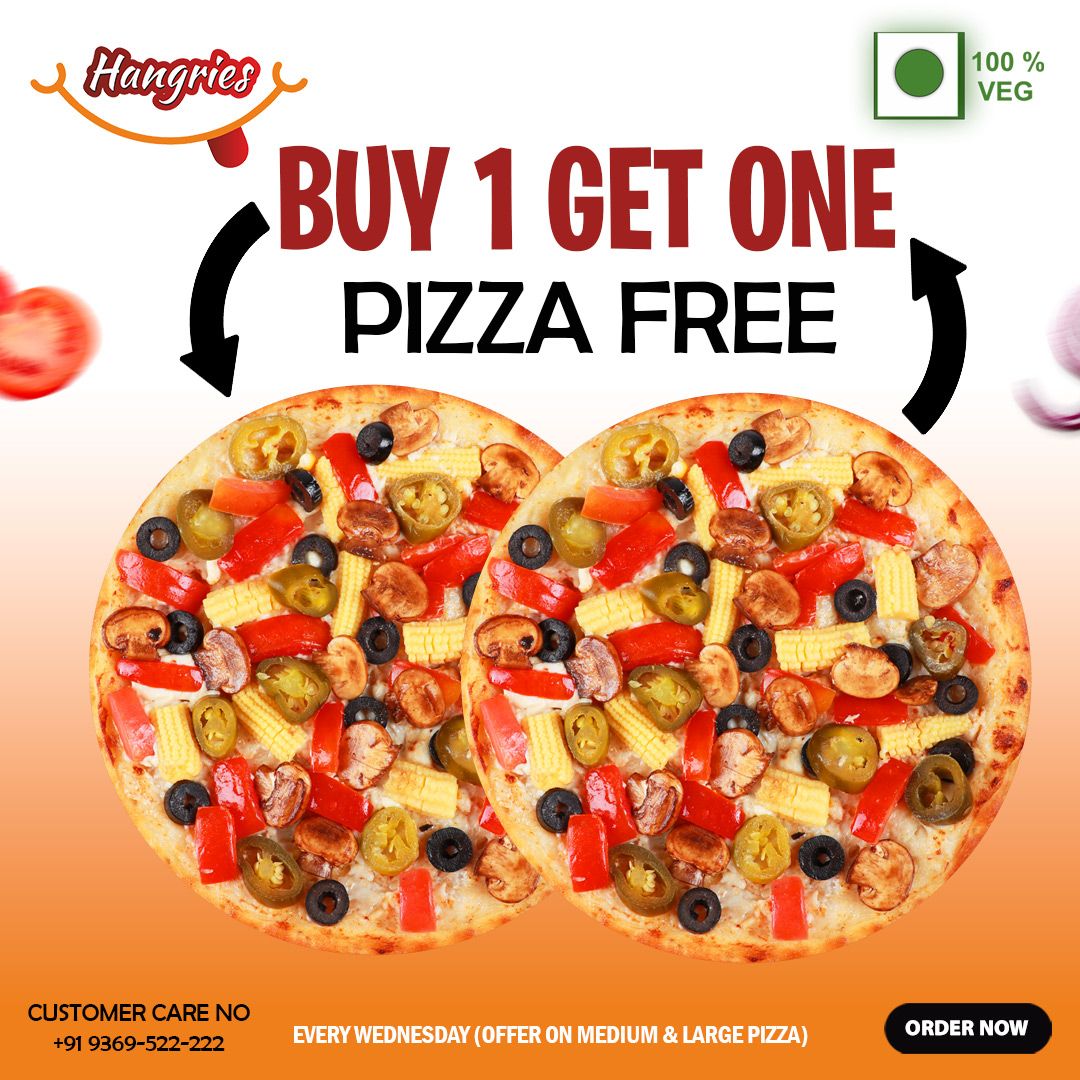 Hangries
100 %
VEG
BUY 1 GET ONE
PIZZA FREE
CUSTOMER CARE NO
+91 9369-522-222
EVERY WEDNESDAY (OFFER ON MEDIUM & LARGE PIZZA)
ORDER NOW